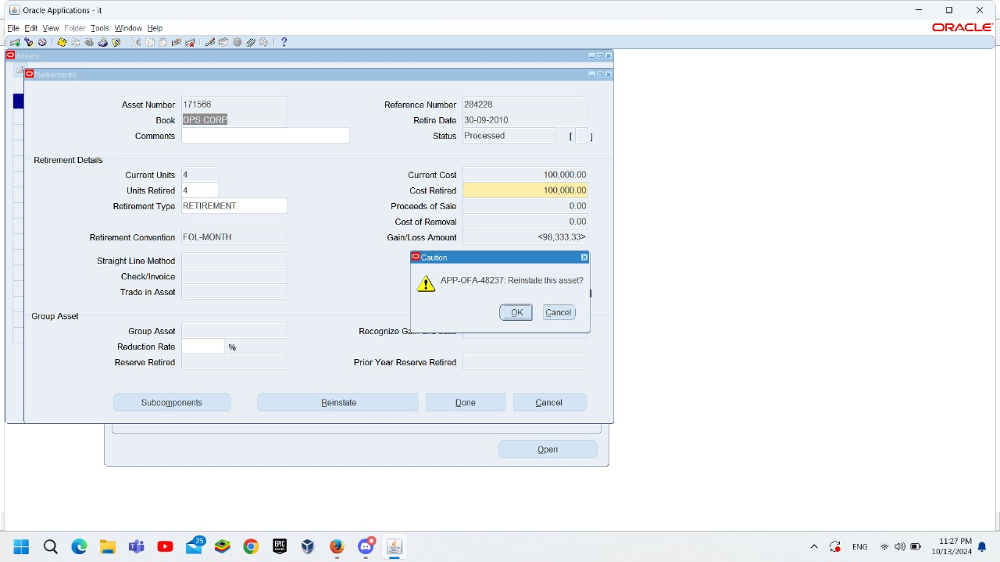 Oracle Applications - it
File Edit View Folder Tools Window Help
ORACLE
Assets
Retirements
Asset Number 171566 Reference Number 284228
Book OPS CORP Retire Date 30-09-2010
Comments Status Processed [ ]
Retirement Details
Current Units 4 Current Cost 100,000.00
Units Retired 4 Cost Retired 100,000.00
Retirement Type RETIREMENT Proceeds of Sale 0.00
Cost of Removal 0.00
Retirement Convention FOL-MONTH Gain/Loss Amount <98,333.33>
Caution
Straight Line Method
Check/Invoice APP-OFA-48237: Reinstate this asset?
Trade in Asset ]
OK Cancel
Group Asset
Group Asset
Reduction Rate %
Reserve Retired Prior Year Reserve Retired
Subcomponents Reinstate Done Cancel
Open
25 EPIC GAMES ENG 11:27 PM
10/13/2024